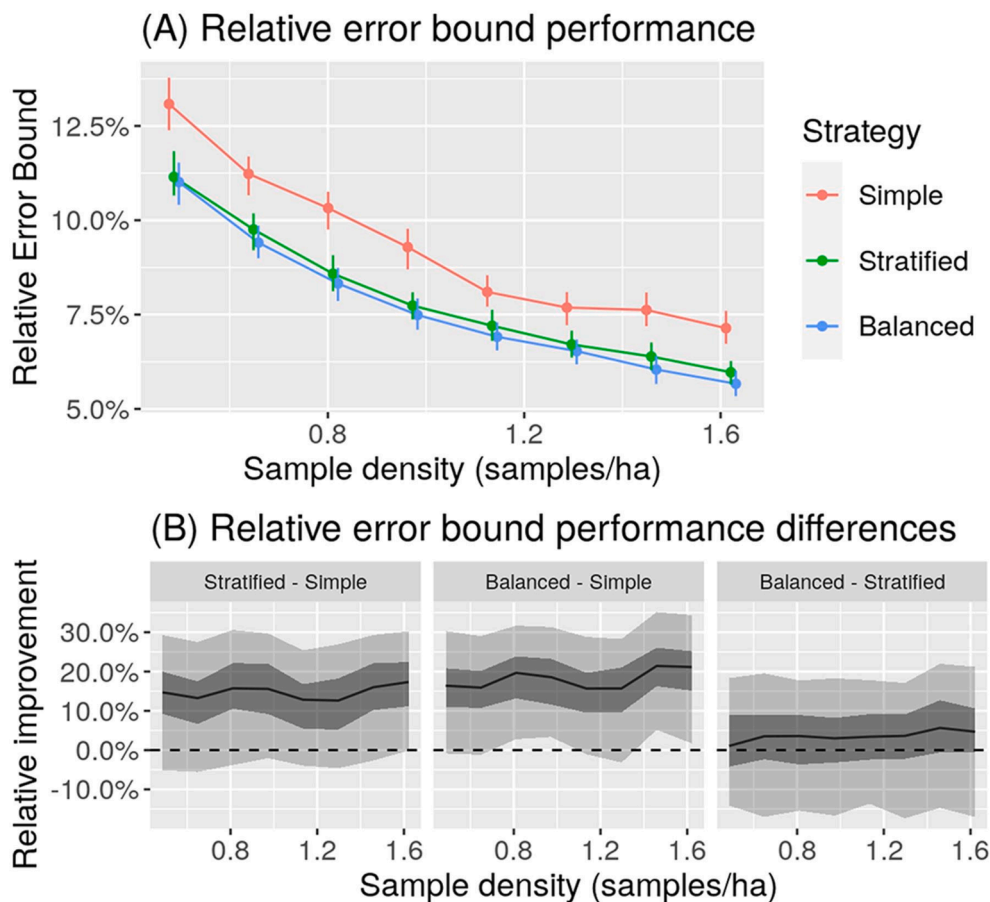 (A) Relative error bound performance
Relative Error Bound
12.5%
10.0%
7.5%
5.0%
0.8
1.2
1.6
Sample density (samples/ha)
Strategy
Simple
Stratified
Balanced
(B) Relative error bound performance differences
Relative improvement
Stratified - Simple
Balanced - Simple
Balanced - Stratified
30.0%
20.0%
10.0%
0.0%
-10.0%
0.8
1.2
1.6
0.8
1.2
1.6
0.8
1.2
1.6
Sample density (samples/ha)